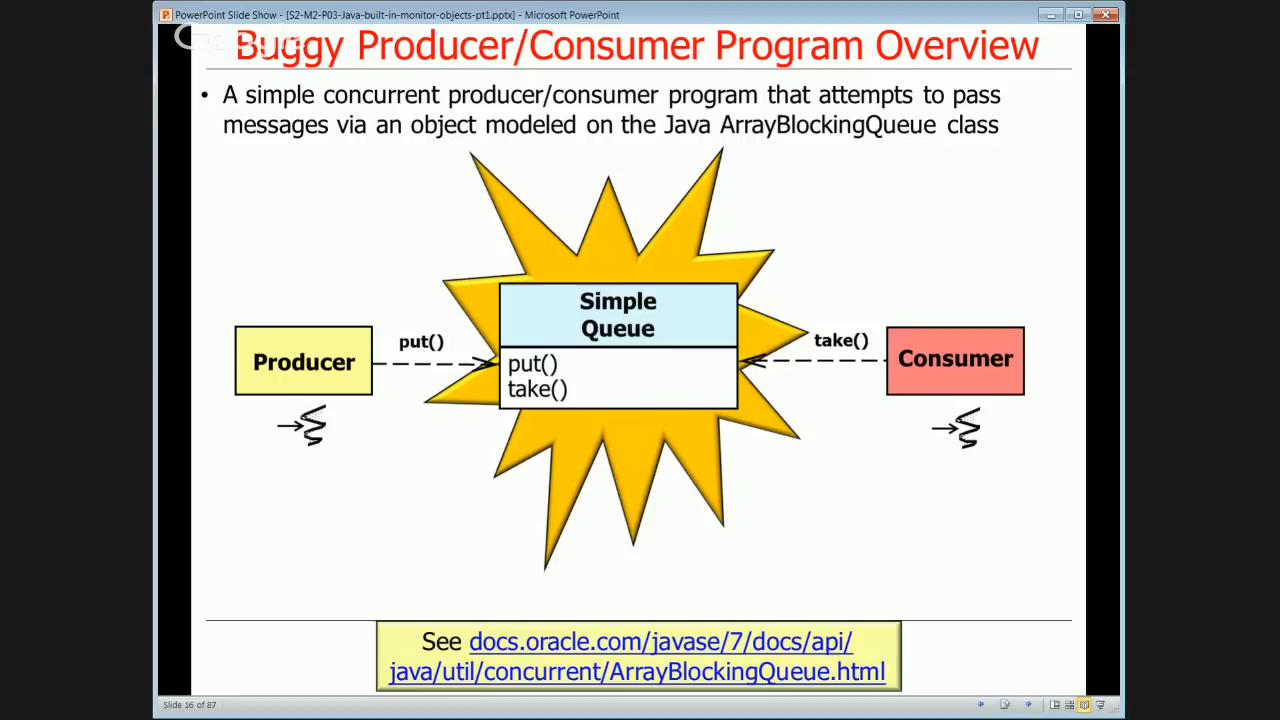 PowerPoint Slide Show - [S2-M2-P03-Java-built-in-monitor-objects-pt1.pptx] - Microsoft PowerPoint
Buggy Producer/Consumer Program Overview
• A simple concurrent producer/consumer program that attempts to pass
messages via an object modeled on the Java ArrayBlockingQueue class
Simple
Queue
put()
take()
Producer
put()
take()
Consumer
See docs.oracle.com/javase/7/docs/api/
java/util/concurrent/ArrayBlockingQueue.html
Slide 16 of 87